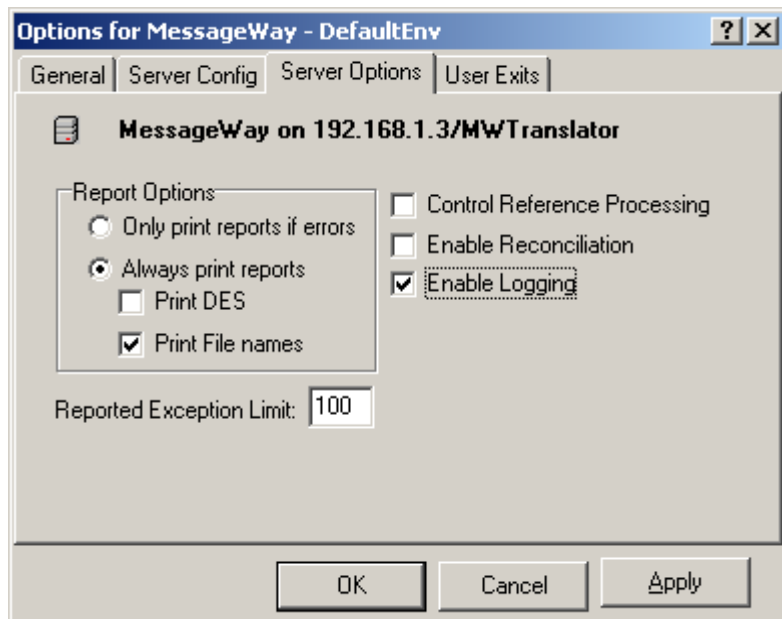 Options for MessageWay - DefaultEnv
General Server Config Server Options User Exits
MessageWay on 192.168.1.3/MWTranslator
Report Options
Only print reports if errors
Always print reports
Print DES
Print File names
Control Reference Processing
Enable Reconciliation
Enable Logging
Reported Exception Limit: 100
OK Cancel Apply